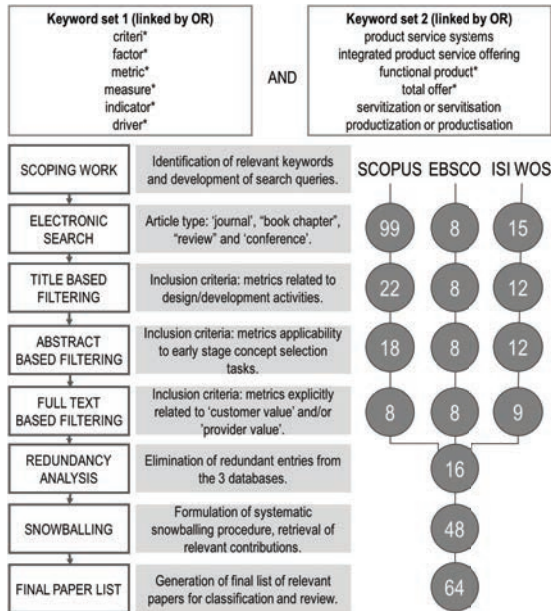 Keyword set 1 (linked by OR)
criteri*
factor*
metric*
measure*
indicator*
driver*
AND
Keyword set 2 (linked by OR)
product service systems
integrated product service offering
functional product*
total offer*
servitization or servitisation
productization or productisation
SCOPUS EBSCO ISI WOS
SCOPING WORK
Identification of relevant keywords
and development of search queries.
ELECTRONIC
SEARCH
Article type: ‘journal’, “book chapter”,
“review” and ‘conference’.
99 8 15
TITLE BASED
FILTERING
Inclusion criteria: metrics related to
design/development activities.
22 8 12
ABSTRACT
BASED FILTERING
Inclusion criteria: metrics applicability
to early stage concept selection
tasks.
18 8 12
FULL TEXT
BASED FILTERING
Inclusion criteria: metrics explicitly
related to ‘customer value’ and/or
’provider value’.
8 8 9
REDUNDANCY
ANALYSIS
Elimination of redundant entries from
the 3 databases.
16
SNOWBALLING
Formulation of systematic
snowballing procedure, retrieval of
relevant contributions.
48
FINAL PAPER LIST
Generation of final list of relevant
papers for classification and review.
64